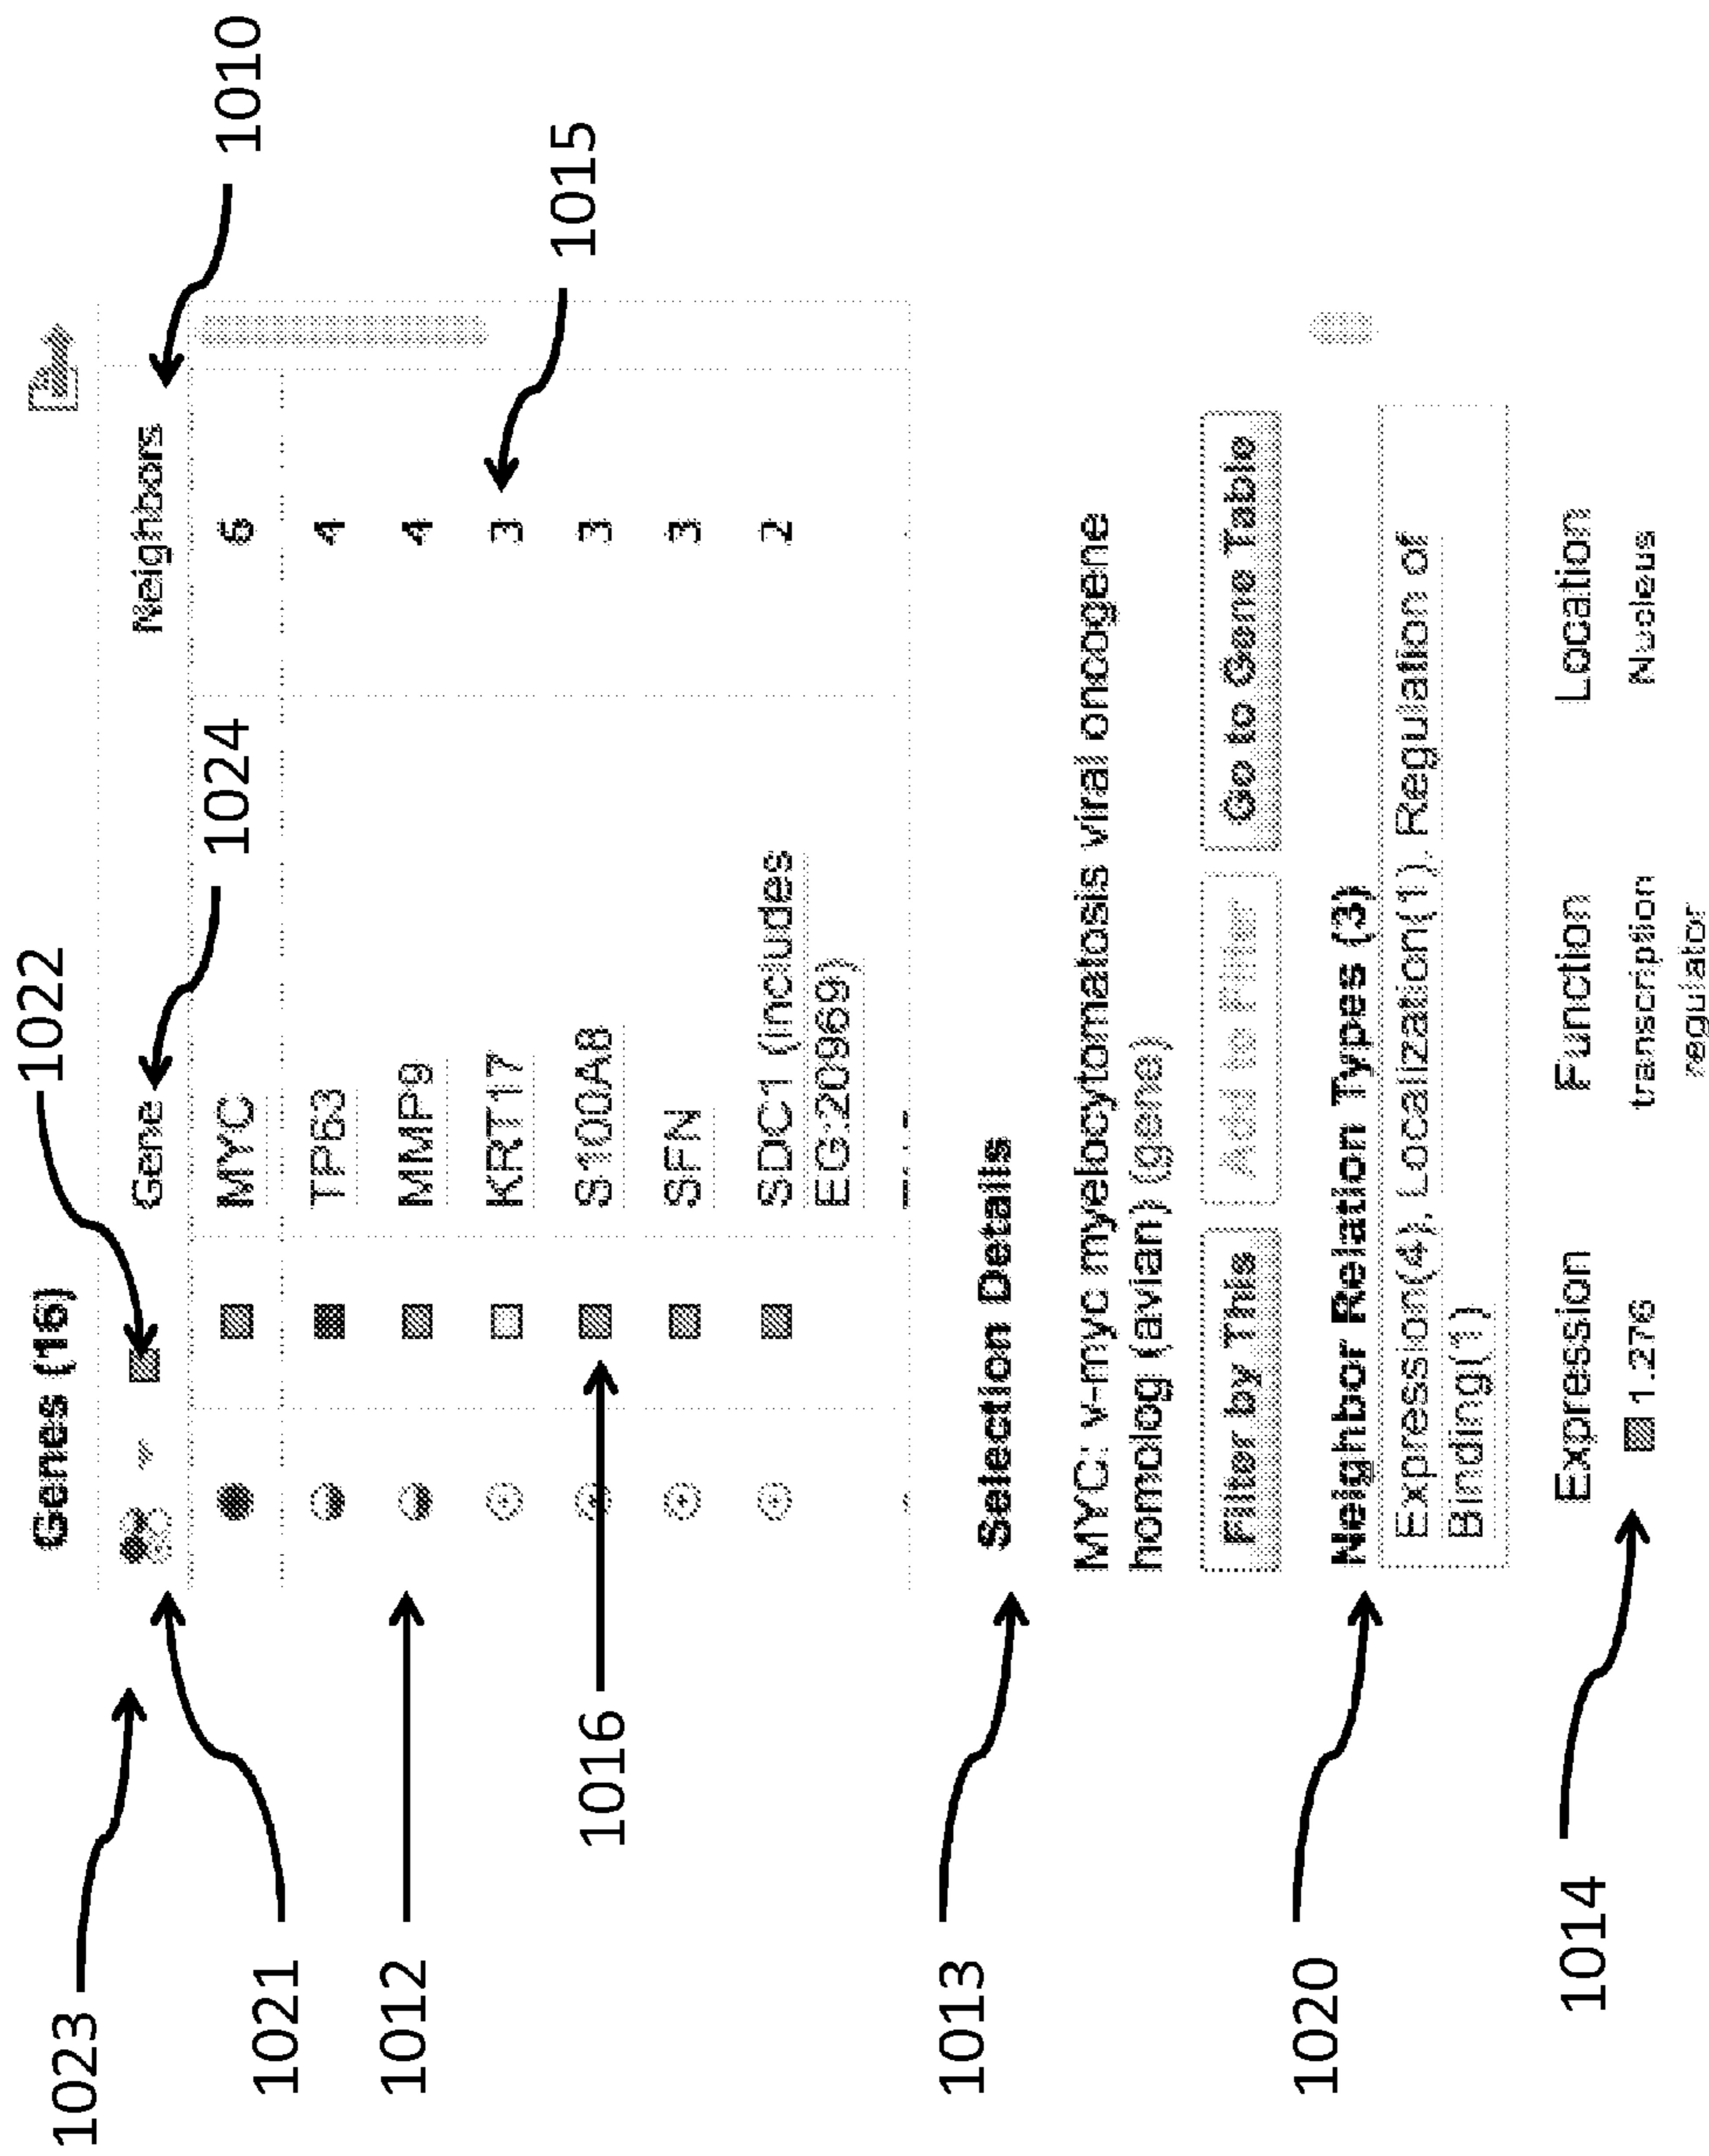 1023
1022
1010
Genes (16)
1021
1024
Gene
Neighbors
MYC 6
TP63 4
1012
MMP9 4
KRT17 3
1015
1016
S100A8 3
SFN 3
SDC1 (includes 2
EG:20969)
1013
Selection Details
MYC: v-myc myelocytomatosis viral oncogene
homolog (avian) (gene)
Filter by This Add to Filter Go to Gene Table
1020
Neighbor Relation Types (3)
Expression(4), Localization(1), Regulation of
Binding(1)
1014
Expression Function Location
1.276 transcription Nucleus
regulator